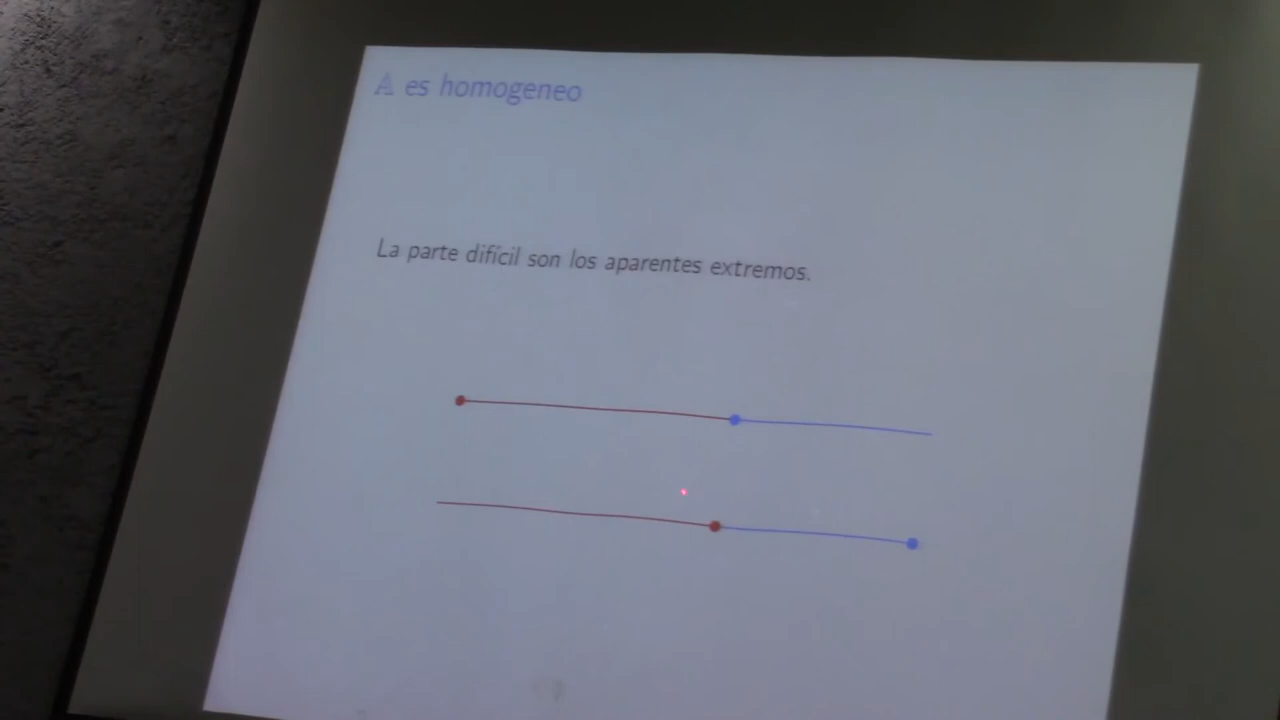 𝔸 es homogeneo
La parte difícil son los aparentes extremos.